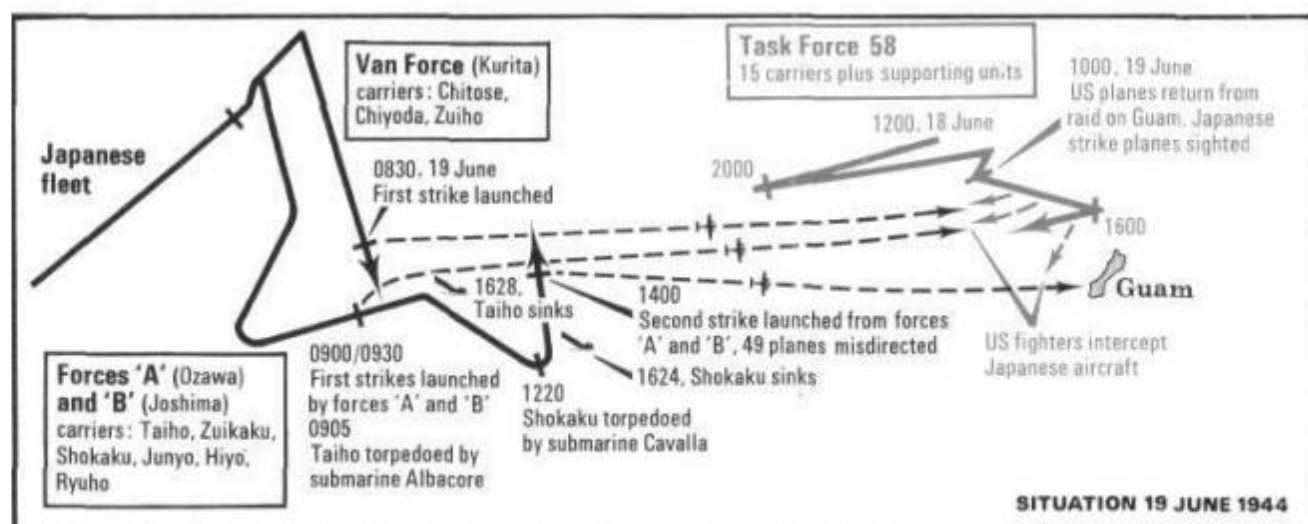 Japanese
fleet
Van Force (Kurita)
carriers: Chitose,
Chiyoda, Zuiho
0830, 19 June
First strike launched
Task Force 58
15 carriers plus supporting units
1000, 19 June
US planes return from
raid on Guam. Japanese
strike planes sighted
1200, 18 June
2000
1600
Guam
US fighters intercept
Japanese aircraft
1628,
Taiho sinks
1400
Second strike launched from forces
'A' and 'B', 49 planes misdirected
1624, Shokaku sinks
Forces 'A' (Ozawa)
and 'B' (Joshima)
carriers: Taiho, Zuikaku,
Shokaku, Junyo, Hiyo,
Ryuho
0900/0930
First strikes launched
by forces 'A' and 'B'
0905
Taiho torpedoed by
submarine Albacore
1220
Shokaku torpedoed
by submarine Cavalla
SITUATION 19 JUNE 1944